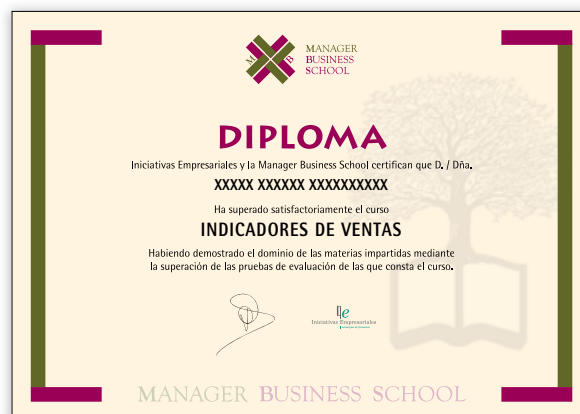 M B
MANAGER
BUSINESS
SCHOOL
DIPLOMA
Iniciativas Empresariales y la Manager Business School certifican que D. / Dña.
XXXXX XXXXXX XXXXXXXXXX
Ha superado satisfactoriamente el curso
INDICADORES DE VENTAS
Habiendo demostrado el dominio de las materias impartidas mediante
la superación de las pruebas de evaluación de las que consta el curso.
Iniciativas Empresariales
MANAGER BUSINESS SCHOOL